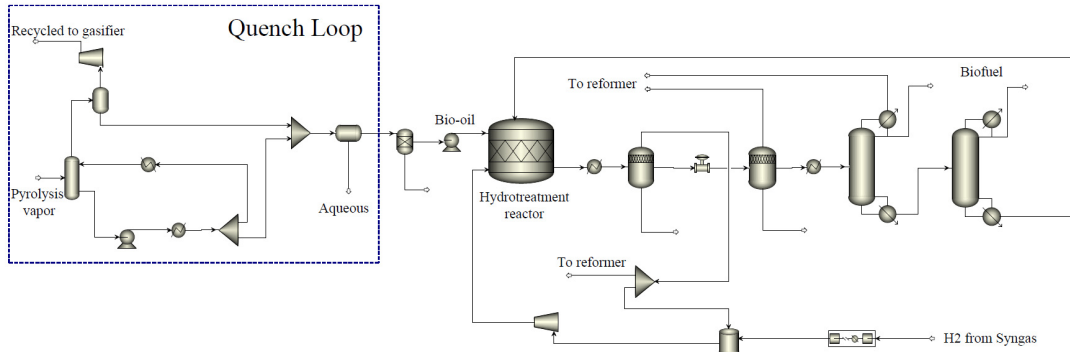 Quench Loop
Recycled to gasifier
Pyrolysis
vapor
Aqueous
Bio-oil
Hydrotreatment
reactor
To reformer
Biofuel
To reformer
H2 from Syngas